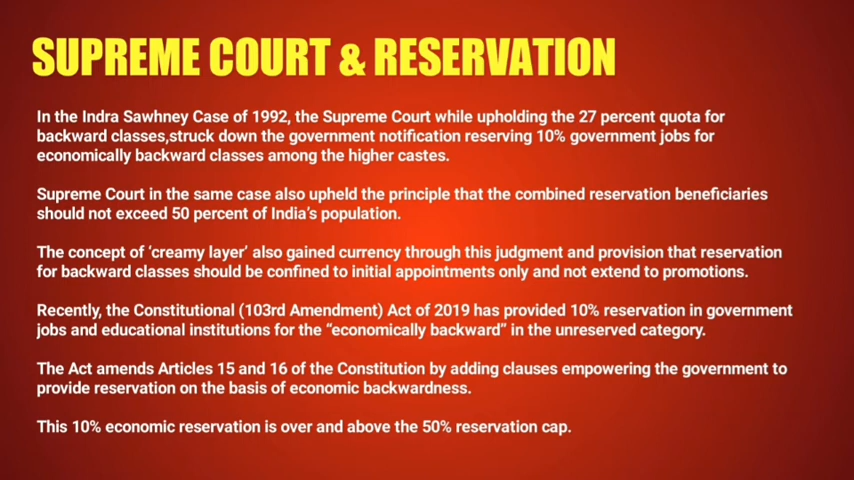 SUPREME COURT & RESERVATION
In the Indra Sawhney Case of 1992, the Supreme Court while upholding the 27 percent quota for
backward classes,struck down the government notification reserving 10% government jobs for
economically backward classes among the higher castes.
Supreme Court in the same case also upheld the principle that the combined reservation beneficiaries
should not exceed 50 percent of India's population.
The concept of 'creamy layer' also gained currency through this judgment and provision that reservation
for backward classes should be confined to initial appointments only and not extend to promotions.
Recently, the Constitutional (103rd Amendment) Act of 2019 has provided 10% reservation in government
jobs and educational institutions for the “economically backward” in the unreserved category.
The Act amends Articles 15 and 16 of the Constitution by adding clauses empowering the government to
provide reservation on the basis of economic backwardness.
This 10% economic reservation is over and above the 50% reservation cap.